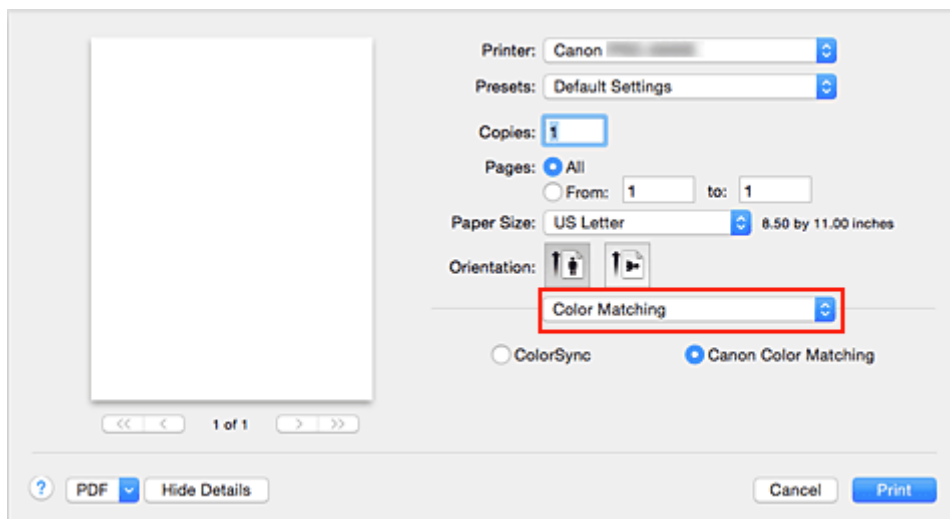 Printer: Canon
Presets: Default Settings
Copies: 1
Pages: All
From: 1 to: 1
Paper Size: US Letter 8.50 by 11.00 inches
Orientation:
Color Matching
ColorSync Canon Color Matching
<< < 1 of 1 > >>
? PDF Hide Details Cancel Print